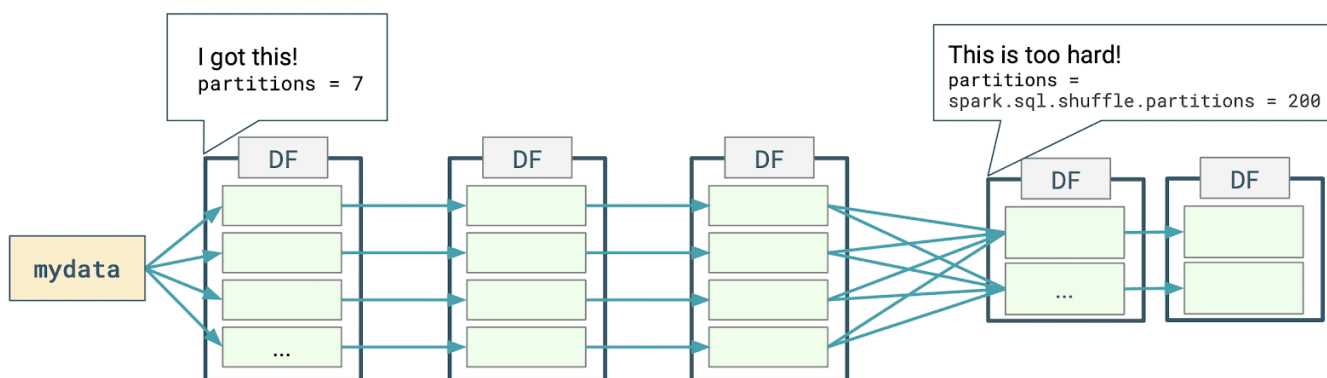 I got this!
partitions = 7
This is too hard!
partitions =
spark.sql.shuffle.partitions = 200
DF
DF
DF
DF
DF
mydata
...
...